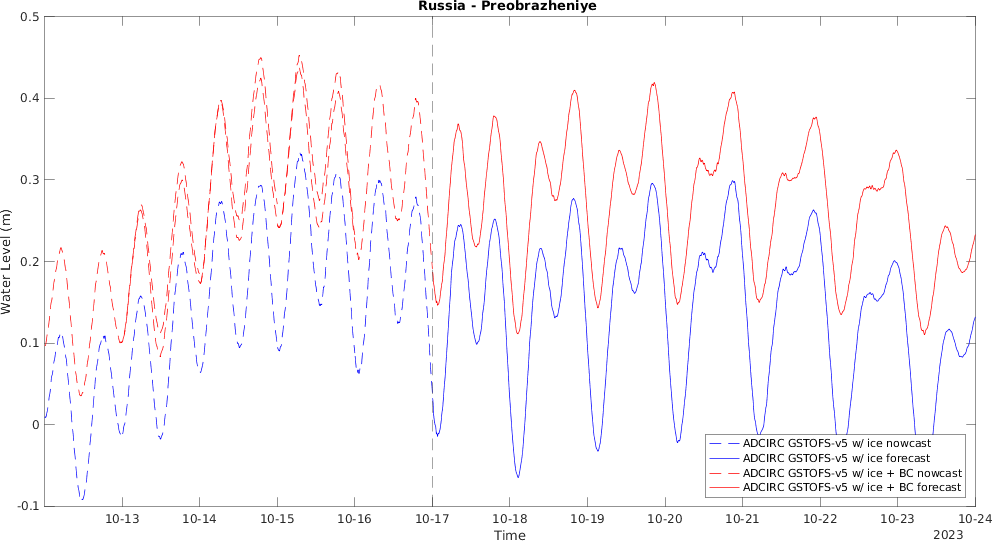 Russia - Preobrazheniye
0.5
0.4
0.3
0.2
0.1
0
-0.1
Water Level (m)
10-13 10-14 10-15 10-16 10-17 10-18 10-19 10-20 10-21 10-22 10-23 10-24
Time
2023
ADCIRC GSTOFS-v5 w/ ice nowcast
ADCIRC GSTOFS-v5 w/ ice forecast
ADCIRC GSTOFS-v5 w/ ice + BC nowcast
ADCIRC GSTOFS-v5 w/ ice + BC forecast